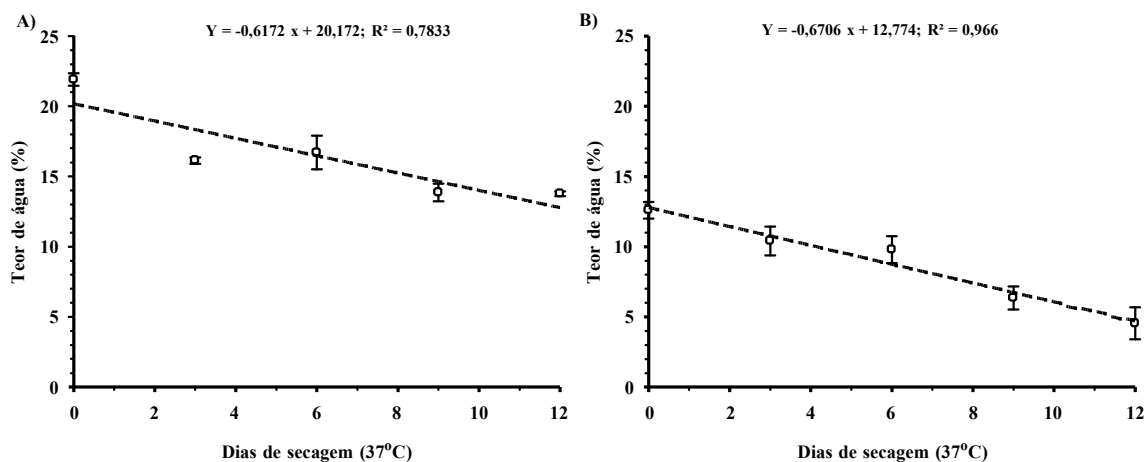 A)
Y = -0,6172 x + 20,172; R² = 0,7833
25
20
15
10
5
0
Teor de água (%)
0 2 4 6 8 10 12
Dias de secagem (37ºC)
B)
Y = -0,6706 x + 12,774; R² = 0,966
25
20
15
10
5
0
Teor de água (%)
0 2 4 6 8 10 12
Dias de secagem (37ºC)